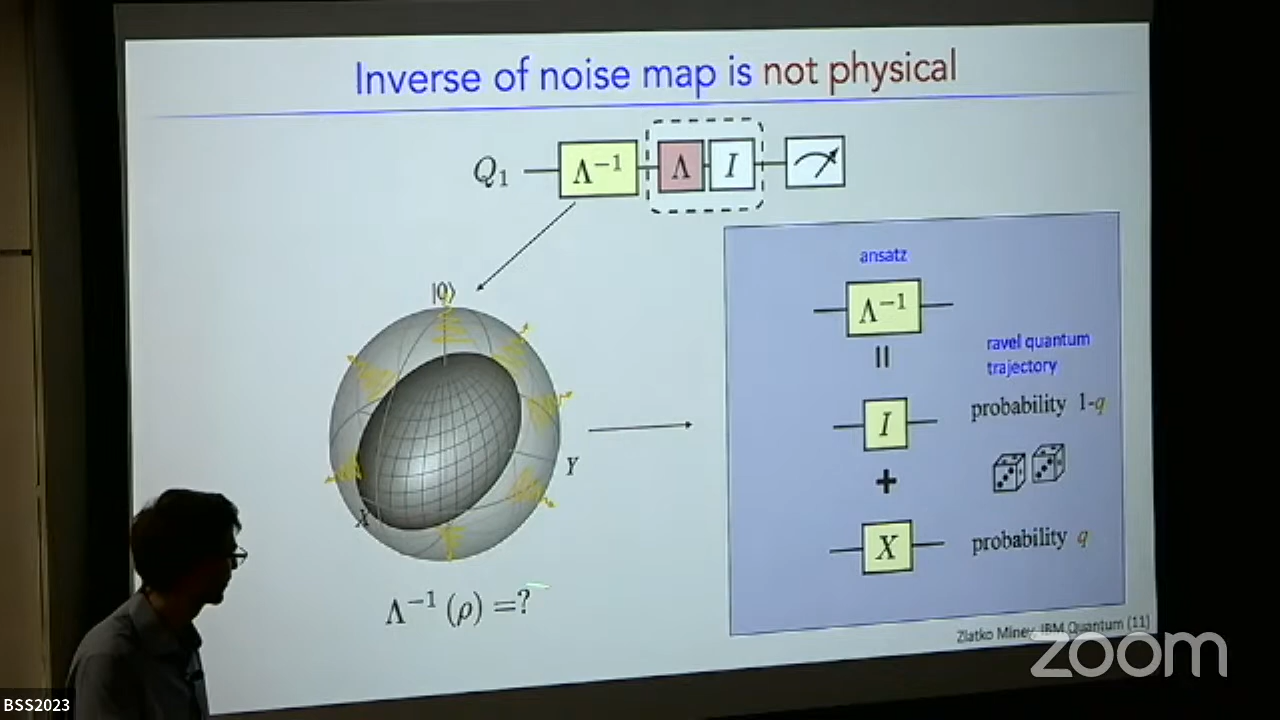 Inverse of noise map is not physical
Q₁ Λ⁻¹ Λ I
|0⟩
Y
X
Λ⁻¹ (ρ) =?
ansatz
Λ⁻¹
=
ravel quantum
trajectory
I probability 1-q
+
X probability q
Zlatko Minev, IBM Quantum (11)
zoom
BSS2023